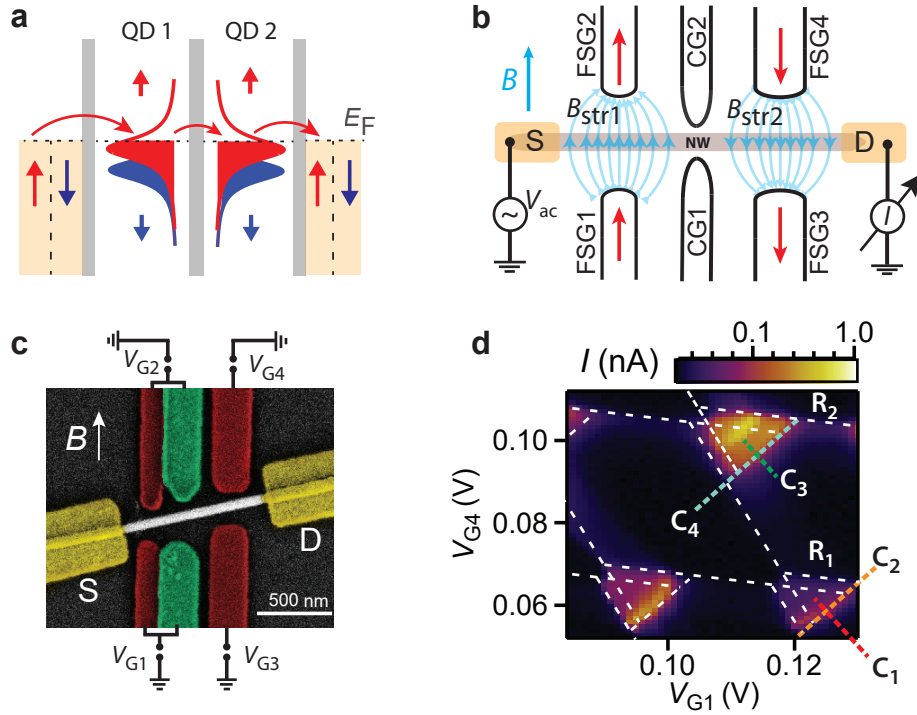 a
QD 1 QD 2
E_F
b
FSG2 CG2 FSG4
B
B_str1 B_str2
S NW D
V_ac
~
I
FSG1 CG1 FSG3
c
V_G2 V_G4
B
S
D
500 nm
V_G1 V_G3
d
I (nA)
0.1 1.0
R_2
0.10
C_3
C_4
V_G4 (V)
0.08
R_1
C_2
0.06
C_1
0.10 0.12
V_G1 (V)